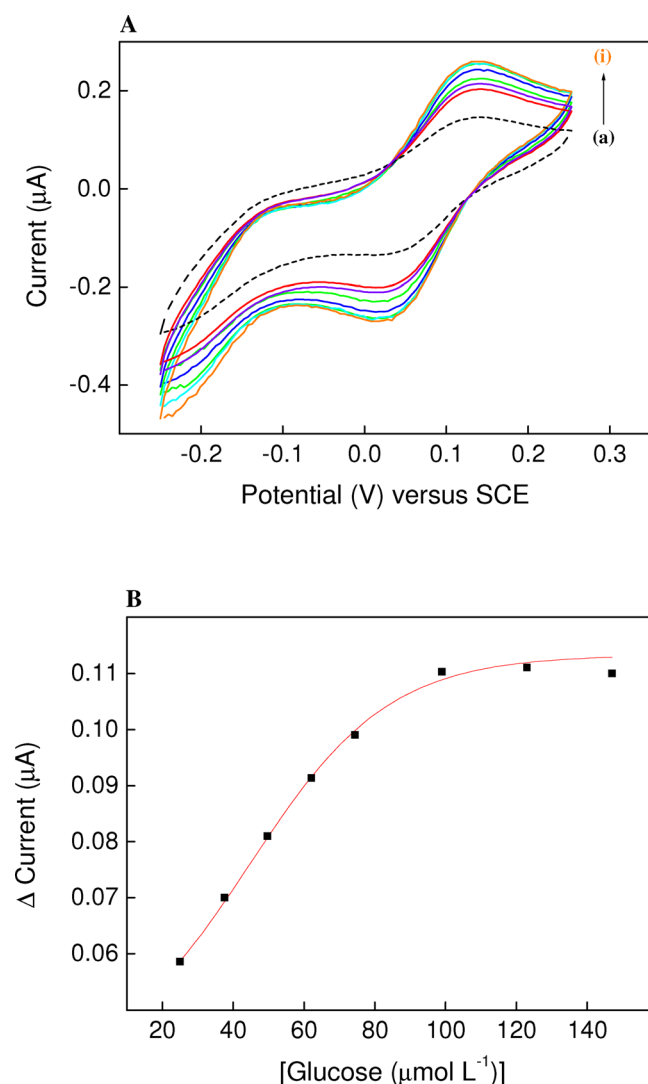 A
(i)
(a)
0.2
0.0
-0.2
-0.4
Current (μA)
-0.2 -0.1 0.0 0.1 0.2 0.3
Potential (V) versus SCE
B
0.11
0.10
0.09
0.08
0.07
0.06
Δ Current (μA)
20 40 60 80 100 120 140
[Glucose (μmol L⁻¹)]